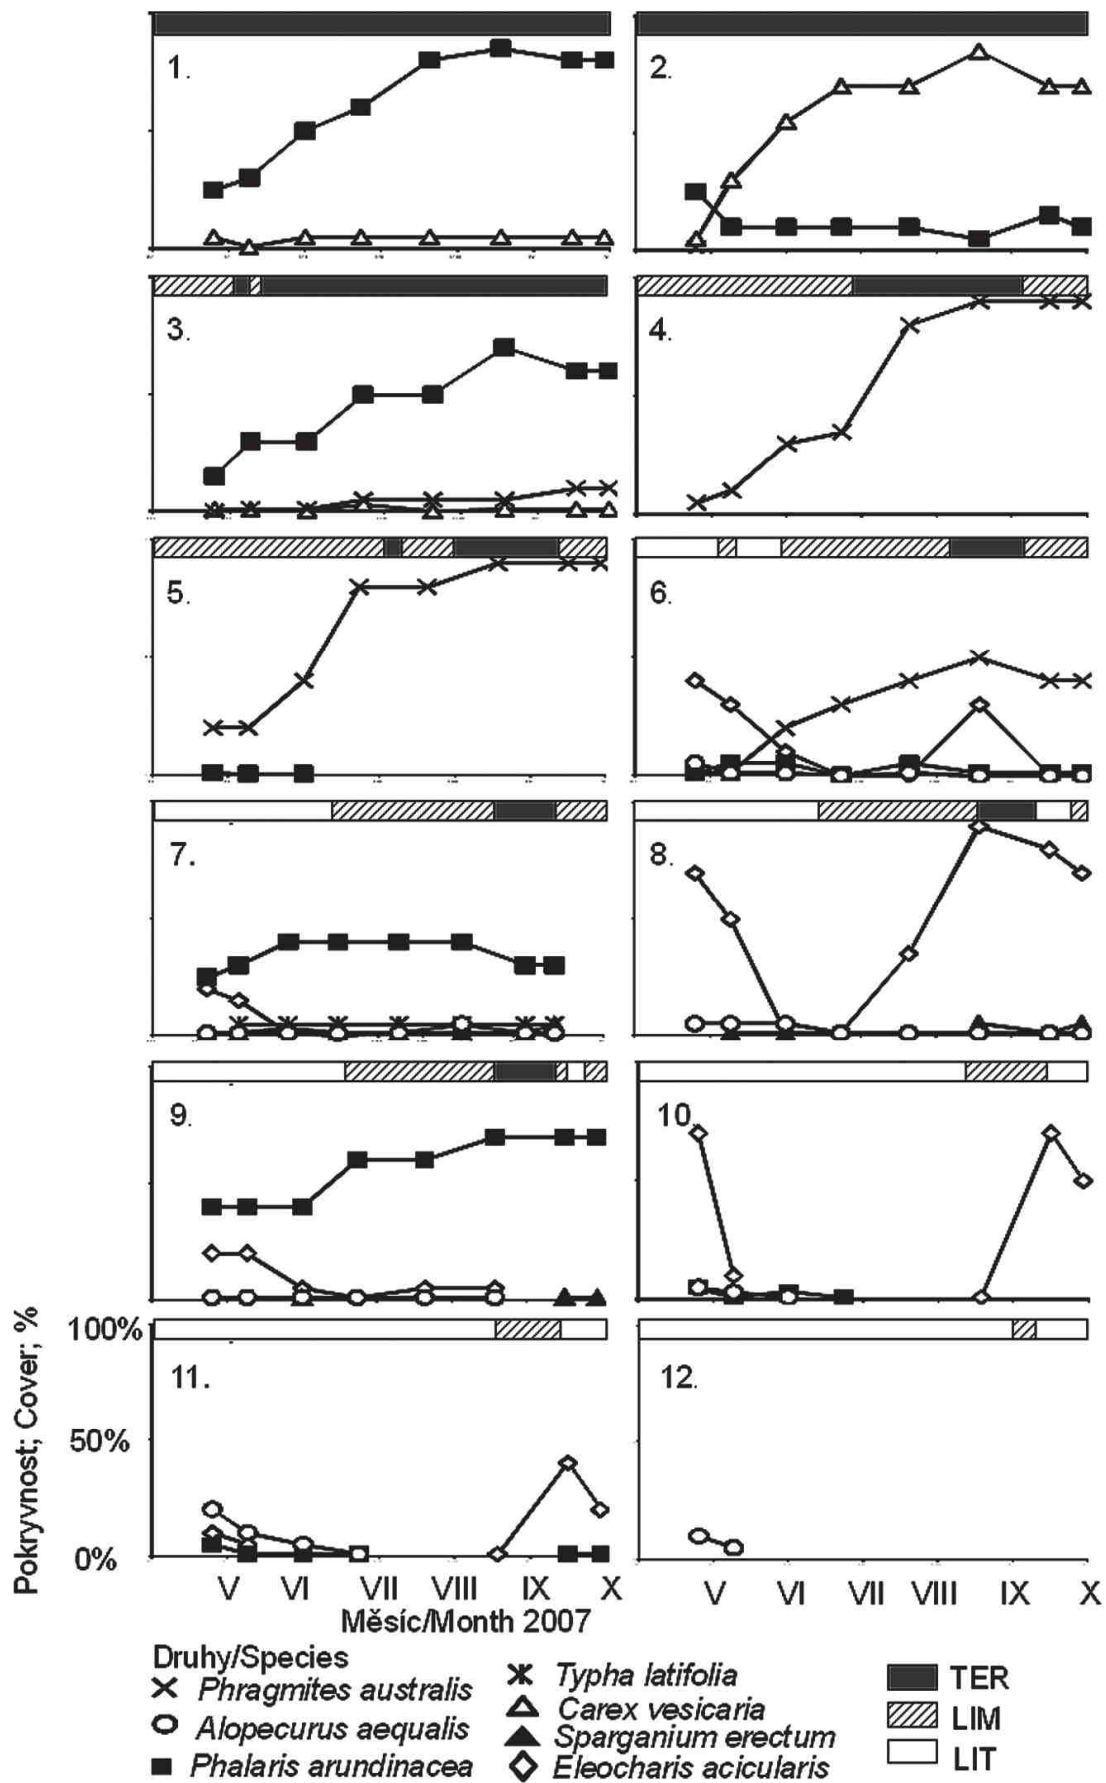 1.
2.
3.
4.
5.
6.
7.
8.
9.
10.
Pokryvnost; Cover; %
100%
50%
0%
11.
12.
V VI VII VIII IX X
V VI VII VIII IX X
Měsíc/Month 2007
Druhy/Species
Phragmites australis
Alopecurus aequalis
Phalaris arundinacea
Typha latifolia
Carex vesicaria
Sparganium erectum
Eleocharis acicularis
TER
LIM
LIT